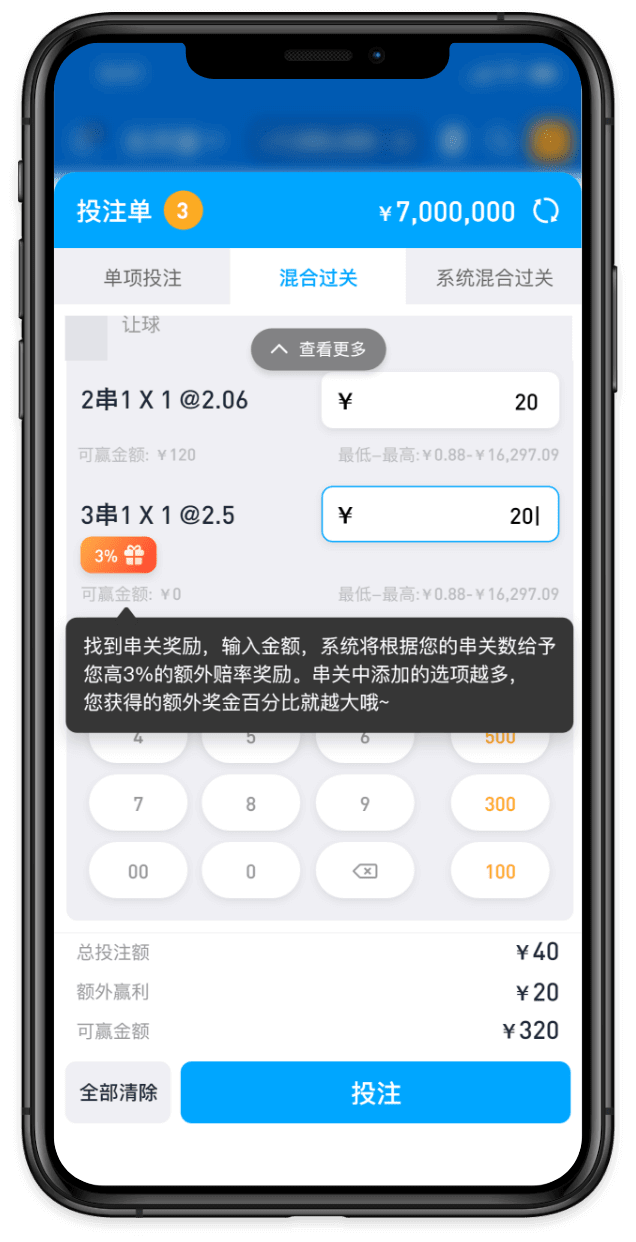 投注单 3 ¥7,000,000
单项投注 混合过关 系统混合过关
让球
查看更多
2串1 X 1 @2.06 ¥ 20
可赢金额: ¥120 最低–最高:¥0.88-¥16,297.09
3串1 X 1 @2.5 ¥ 20
3%
可赢金额: ¥0 最低–最高:¥0.88-¥16,297.09
找到串关奖励，输入金额，系统将根据您的串关数给予
您高3%的额外赔率奖励。串关中添加的选项越多，
您获得的额外奖金百分比就越大哦~
4 5 6 500
7 8 9 300
00 0 100
总投注额 ¥40
额外赢利 ¥20
可赢金额 ¥320
全部清除 投注